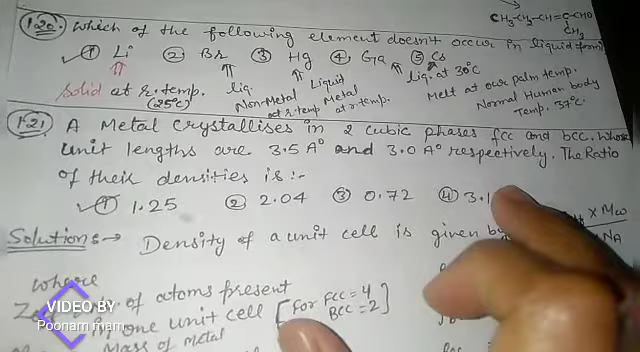 CH₃-CH₂-CH=C-CHO
CH₃
1.20. Which of the following element doesn't occur in liquid form
① Li ② Br ③ Hg ④ Ga ⑤ Cs
liq. at 30°C
Solid at r. temp.
(25°C)
liq.
Non-Metal
at r.temp
Liquid
Metal
at r.temp.
Melt at our palm temp.
Normal Human body
Temp. 37°C
1.21. A Metal crystallises in 2 cubic phases fcc and bcc. Whose
unit lengths are 3.5 A° and 3.0 A° respectively. The Ratio
of their densities is :-
① 1.25 ② 2.04 ③ 0.72 ④ 3.1
Solution :→ Density of a unit cell is given by
× Mw
NA
where
of atoms present
one unit cell [for FCC = 4
BCC = 2]
Mass of metal
VIDEO BY
Poonam mam